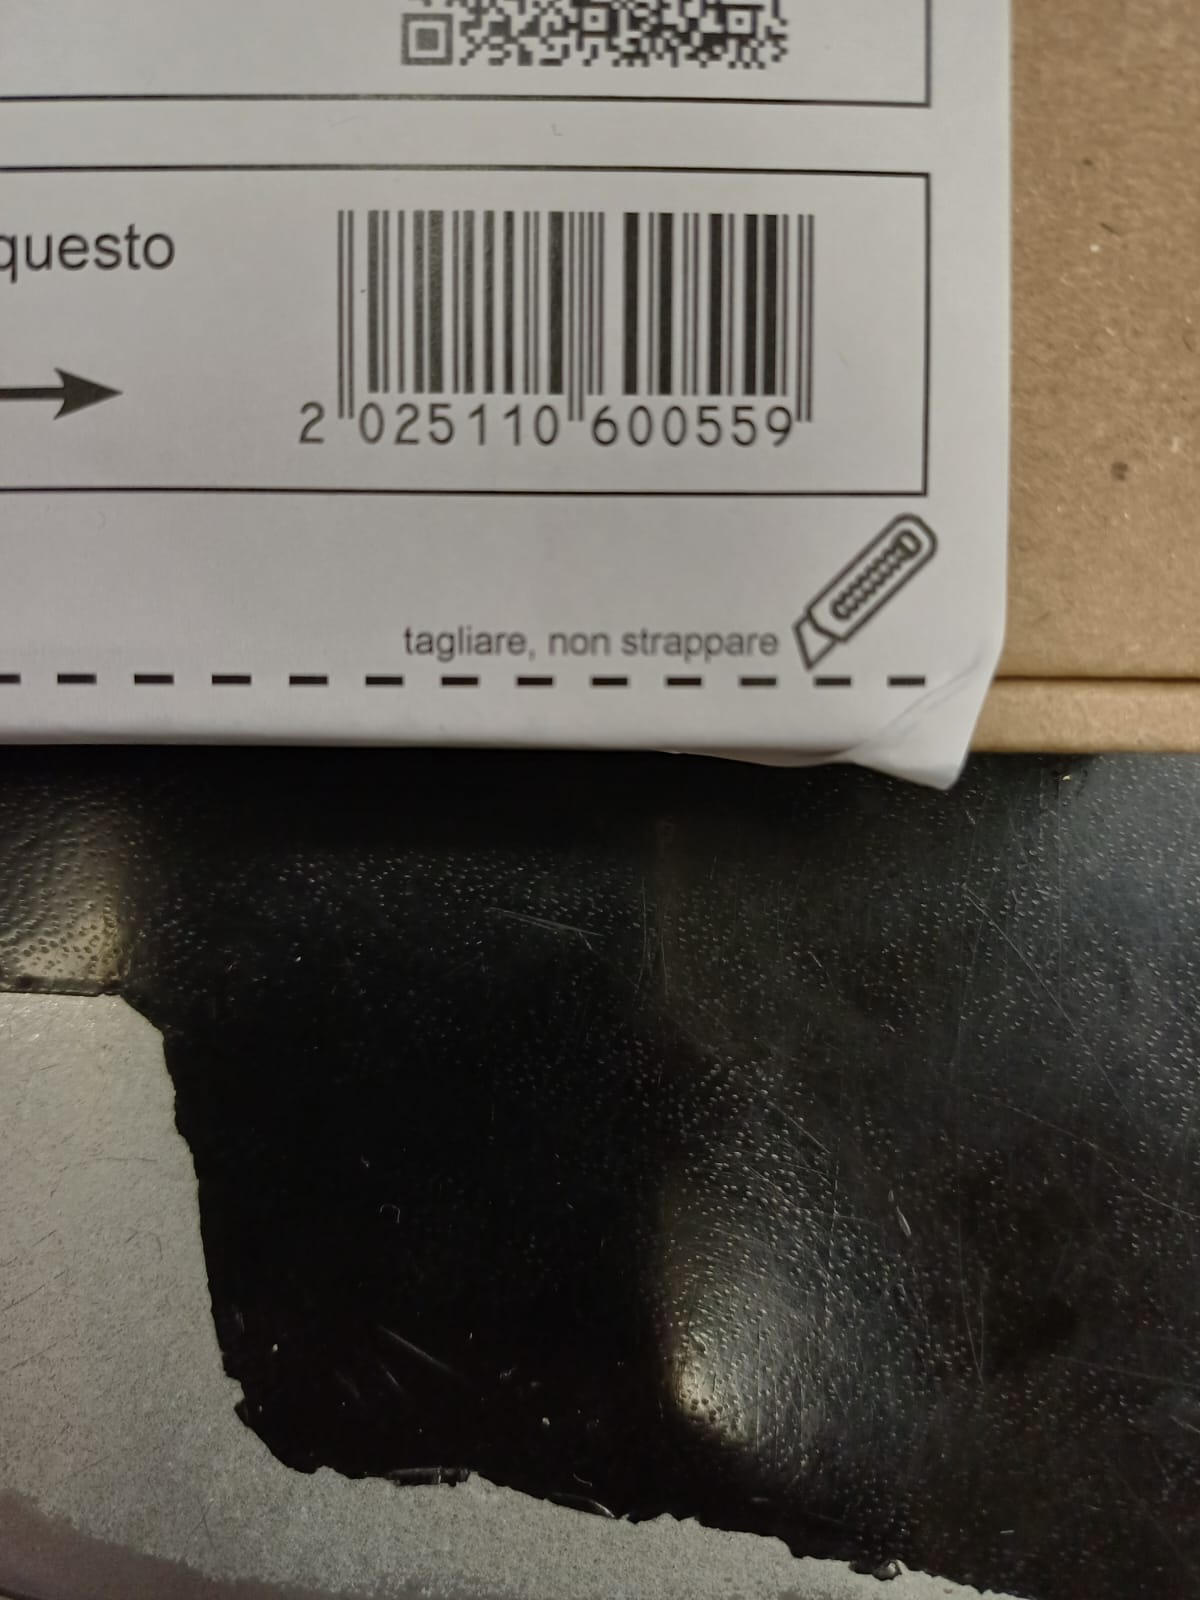 questo
2 025110 600559
tagliare, non strappare